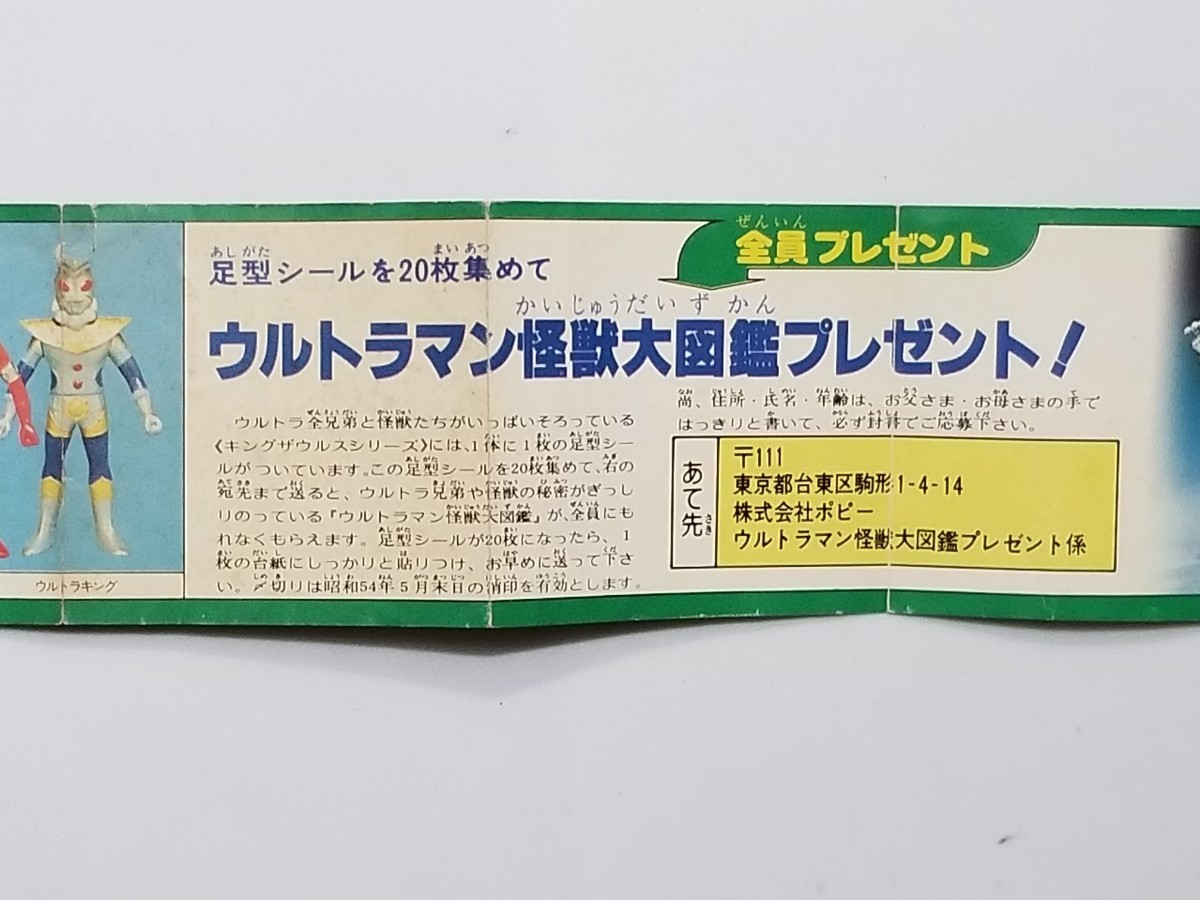 ウルトラキング
あしがた まい あつ
足型シールを20枚集めて
ぜんいん
全員プレゼント
かいじゅうだいずかん
ウルトラマン怪獣大図鑑プレゼント!
ウルトラ全兄弟と怪獣たちがいっぱいそろっている
《キングザウルスシリーズ》には、1体に1枚の足型シー
ルがついています。この足型シールを20枚集めて、右の
宛先まで送ると、ウルトラ兄弟や怪獣の秘密がぎっし
りのっている『ウルトラマン怪獣大図鑑』が、全員にも
れなくもらえます。足型シールが20枚になったら、1
枚の台紙にしっかりと貼りつけ、お早めに送って下さ
い。〆切りは昭和54年5月末日の消印を有効とします。
尚、住所・氏名・年齢は、お父さま・お母さまの手で
はっきりと書いて、必ず封書でご応募下さい。
あて先
さき
〒111
東京都台東区駒形1-4-14
株式会社ポピー
ウルトラマン怪獣大図鑑プレゼント係